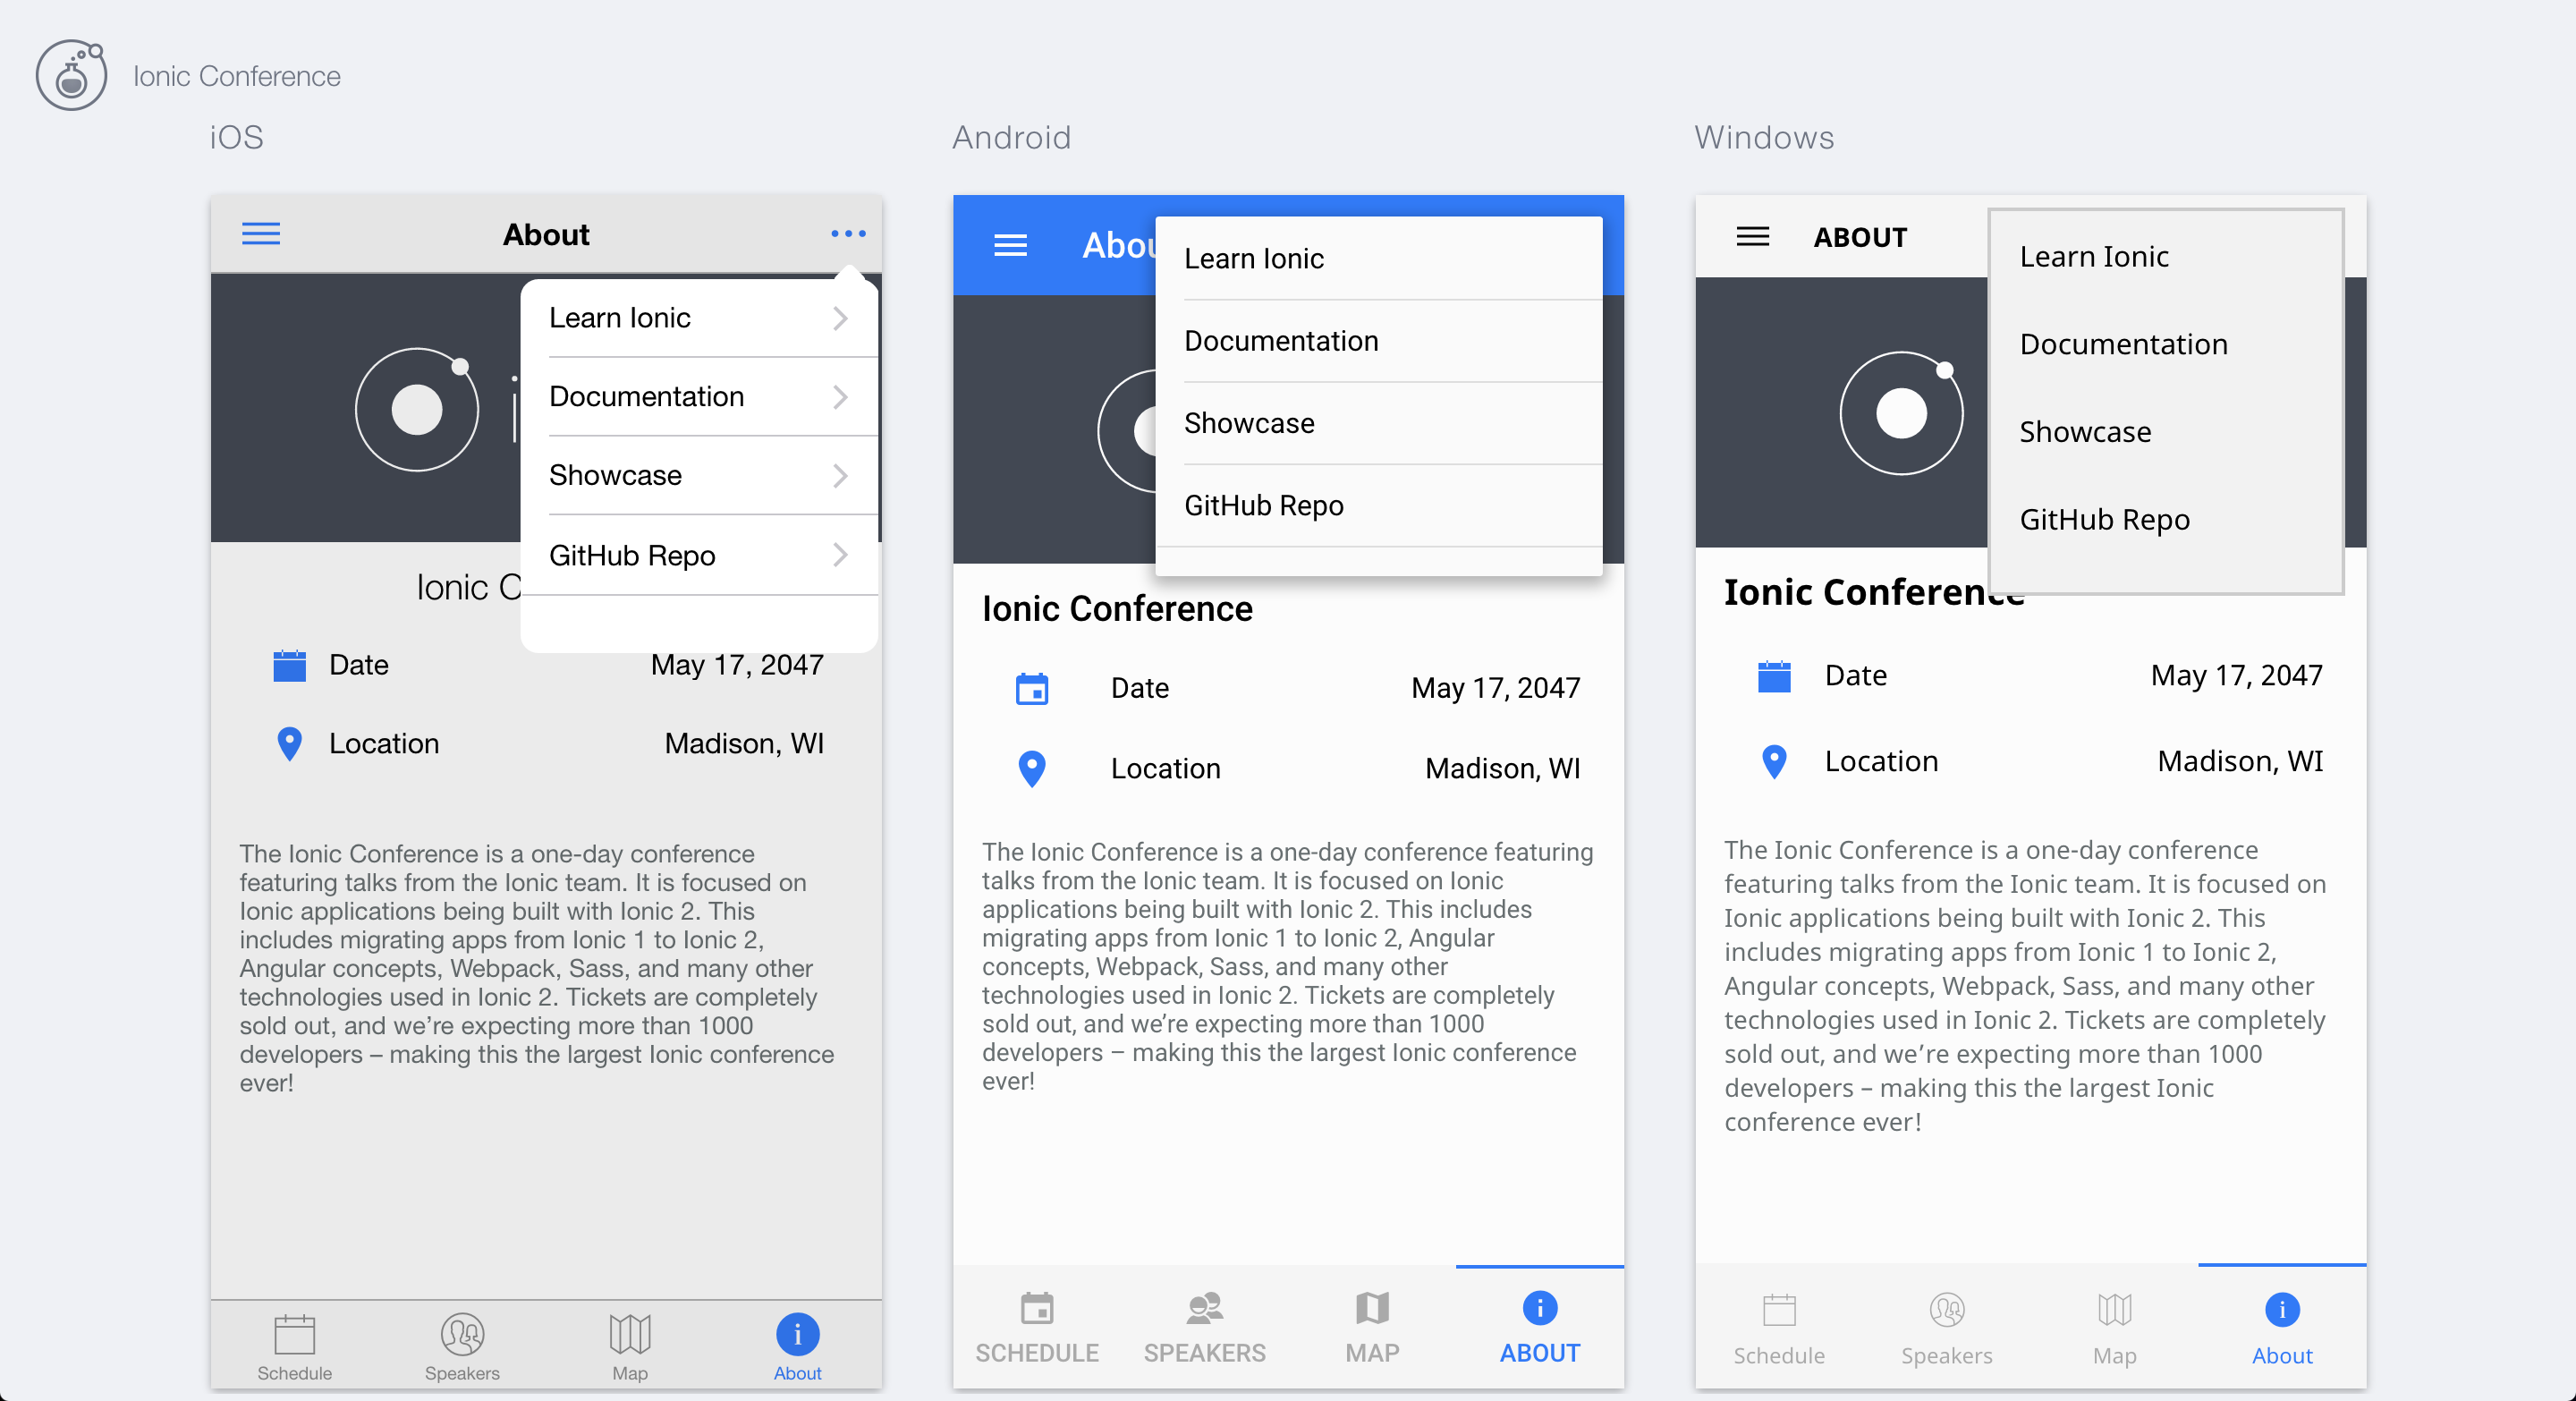 Ionic Conference
iOS
About
Learn Ionic
Documentation
Showcase
GitHub Repo
Ionic C
Date
May 17, 2047
Location
Madison, WI
The Ionic Conference is a one-day conference
featuring talks from the Ionic team. It is focused on
Ionic applications being built with Ionic 2. This
includes migrating apps from Ionic 1 to Ionic 2,
Angular concepts, Webpack, Sass, and many other
technologies used in Ionic 2. Tickets are completely
sold out, and we’re expecting more than 1000
developers – making this the largest Ionic conference
ever!
Schedule
Speakers
Map
About
Android
Abou
Learn Ionic
Documentation
Showcase
GitHub Repo
Ionic Conference
Date
May 17, 2047
Location
Madison, WI
The Ionic Conference is a one-day conference featuring
talks from the Ionic team. It is focused on Ionic
applications being built with Ionic 2. This includes
migrating apps from Ionic 1 to Ionic 2, Angular
concepts, Webpack, Sass, and many other
technologies used in Ionic 2. Tickets are completely
sold out, and we’re expecting more than 1000
developers – making this the largest Ionic conference
ever!
SCHEDULE
SPEAKERS
MAP
ABOUT
Windows
ABOUT
Learn Ionic
Documentation
Showcase
GitHub Repo
Ionic Conference
Date
May 17, 2047
Location
Madison, WI
The Ionic Conference is a one-day conference
featuring talks from the Ionic team. It is focused on
Ionic applications being built with Ionic 2. This
includes migrating apps from Ionic 1 to Ionic 2,
Angular concepts, Webpack, Sass, and many other
technologies used in Ionic 2. Tickets are completely
sold out, and we’re expecting more than 1000
developers – making this the largest Ionic
conference ever!
Schedule
Speakers
Map
About